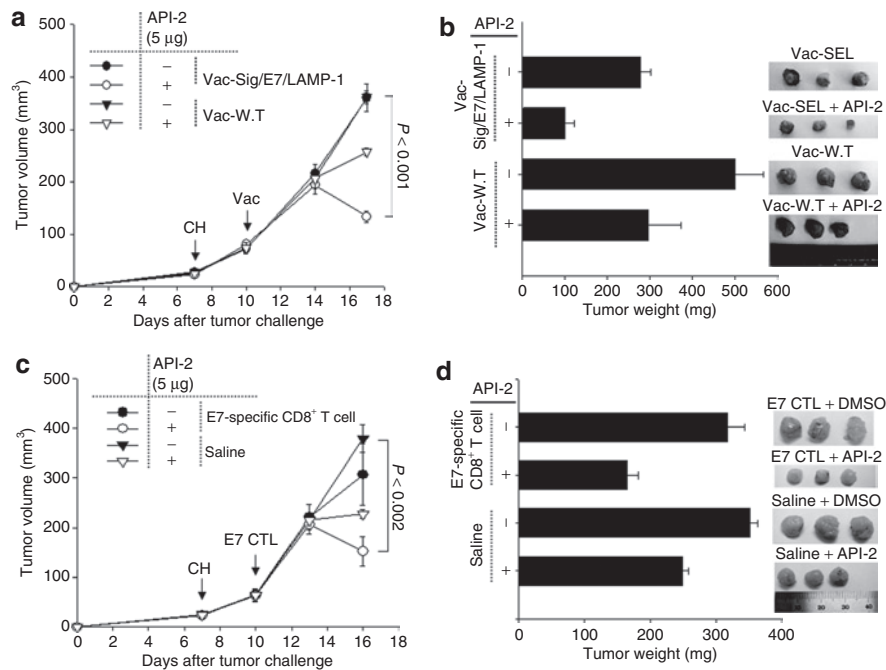 a
API-2
(5 µg)
− Vac-Sig/E7/LAMP-1
+
− Vac-W.T
+
Tumor volume (mm3)
500
400
300
200
100
0
CH
Vac
P < 0.001
0 2 4 6 8 10 12 14 16 18
Days after tumor challenge
b
API-2
Vac-
Sig/E7/LAMP-1
−
+
Vac-W.T
−
+
0 100 200 300 400 500 600
Tumor weight (mg)
Vac-SEL
Vac-SEL + API-2
Vac-W.T
Vac-W.T + API-2
c
API-2
(5 µg)
− E7-specific CD8+ T cell
+
− Saline
+
Tumor volume (mm3)
500
400
300
200
100
0
CH
E7 CTL
P < 0.002
0 2 4 6 8 10 12 14 16 18
Days after tumor challenge
d
API-2
E7-specific
CD8+ T cell
−
+
Saline
−
+
0 100 200 300 400
Tumor weight (mg)
E7 CTL + DMSO
E7 CTL + API-2
Saline + DMSO
Saline + API-2